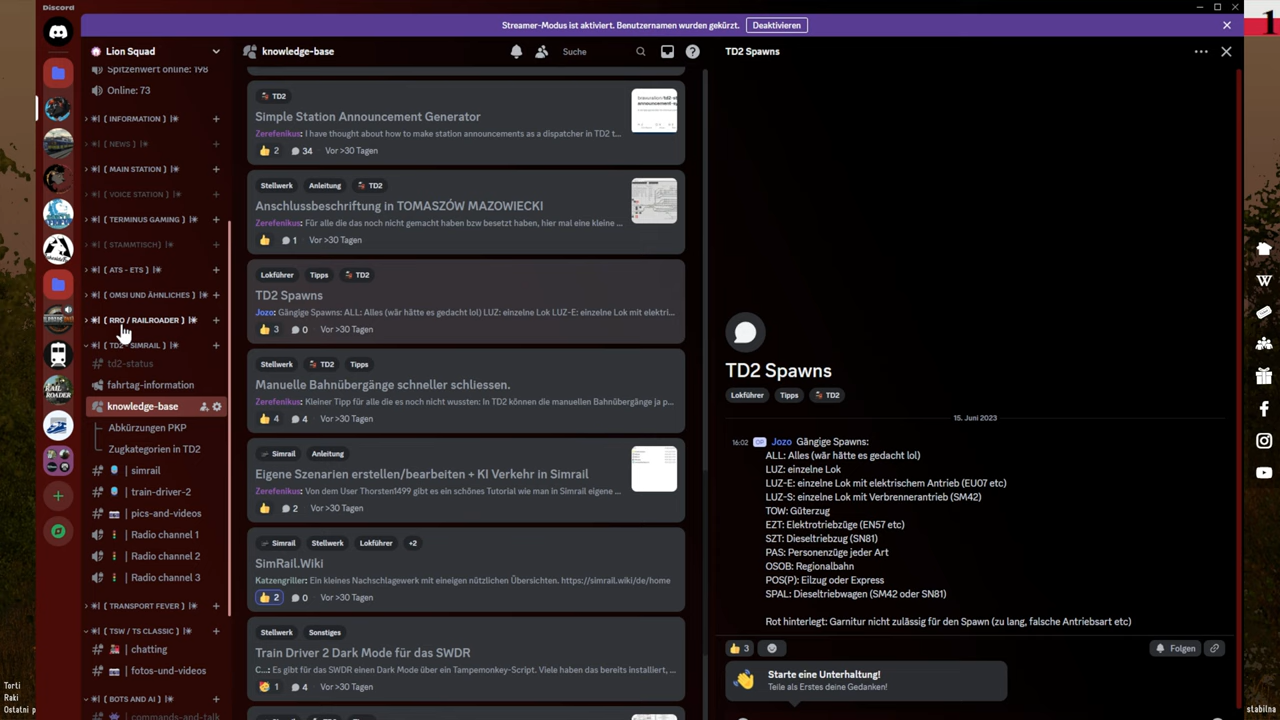 Discord
1
Streamer-Modus ist aktiviert. Benutzernamen wurden gekürzt.
Deaktivieren
Lion Squad
Spitzenwert online: 198
Online: 73
[ INFORMATION ]
[ NEWS ]
[ MAIN STATION ]
[ VOICE STATION ]
[ TERMINUS GAMING ]
[ STAMMTISCH ]
[ ATS - ETS ]
[ OMSI UND ÄHNLICHES ]
[ RRO / RAILROADER ]
[ TD2 - SIMRAIL ]
td2-status
fahrtag-information
knowledge-base
Abkürzungen PKP
Zugkategorien in TD2
| simrail
| train-driver-2
| pics-and-videos
| Radio channel 1
| Radio channel 2
| Radio channel 3
[ TRANSPORT FEVER ]
[ TSW / TS CLASSIC ]
| chatting
| fotos-und-videos
[ BOTS AND AI ]
| commands-and-talk
Torti
Raki
Ostatni p
knowledge-base
Suche
TD2
Simple Station Announcement Generator
Zerefenikus: I have thought about how to make station announcements as a dispatcher in TD2 t...
2 34 Vor >30 Tagen
Stellwerk Anleitung TD2
Anschlussbeschriftung in TOMASZÓW MAZOWIECKI
Zerefenikus: Für alle die das noch nicht gemacht haben bzw besetzt haben, hier mal eine kleine ...
1 Vor >30 Tagen
Lokführer Tipps TD2
TD2 Spawns
Jozo: Gängige Spawns: ALL: Alles (wär hätte es gedacht lol) LUZ: einzelne Lok LUZ-E: einzelne Lok mit elektri...
3 0 Vor >30 Tagen
Stellwerk TD2 Tipps
Manuelle Bahnübergänge schneller schliessen.
Zerefenikus: Kleiner Tipp für alle die es noch nicht wussten: In TD2 können die manuellen Bahnübergänge ja p...
4 4 Vor >30 Tagen
Simrail Anleitung
Eigene Szenarien erstellen/bearbeiten + KI Verkehr in Simrail
Zerefenikus: Von dem User Thorsten1499 gibt es ein schönes Tutorial wie man in Simrail eigene ...
2 Vor >30 Tagen
Simrail Stellwerk Lokführer +2
SimRail.Wiki
Katzengriller: Ein kleines Nachschlagewerk mit eineigen nützlichen Übersichten. https://simrail.wiki/de/home
2 0 Vor >30 Tagen
Stellwerk Sonstiges
Train Driver 2 Dark Mode für das SWDR
C...: Es gibt für das SWDR einen Dark Mode über ein Tampermonkey-Script. Viele haben das bereits installiert, ...
1 4 Vor >30 Tagen
TD2 Spawns
TD2 Spawns
Lokführer Tipps TD2
15. Juni 2023
16:02 OP Jozo Gängige Spawns:
ALL: Alles (wär hätte es gedacht lol)
LUZ: einzelne Lok
LUZ-E: einzelne Lok mit elektrischem Antrieb (EU07 etc)
LUZ-S: einzelne Lok mit Verbrennerantrieb (SM42)
TOW: Güterzug
EZT: Elektrotriebzüge (EN57 etc)
SZT: Dieseltriebzug (SN81)
PAS: Personenzüge jeder Art
OSOB: Regionalbahn
POS(P): Eilzug oder Express
SPAL: Dieseltriebwagen (SM42 oder SN81)
Rot hinterlegt: Garnitur nicht zulässig für den Spawn (zu lang, falsche Antriebsart etc)
3
Folgen
Starte eine Unterhaltung!
Teile als Erstes deine Gedanken!
stabilna